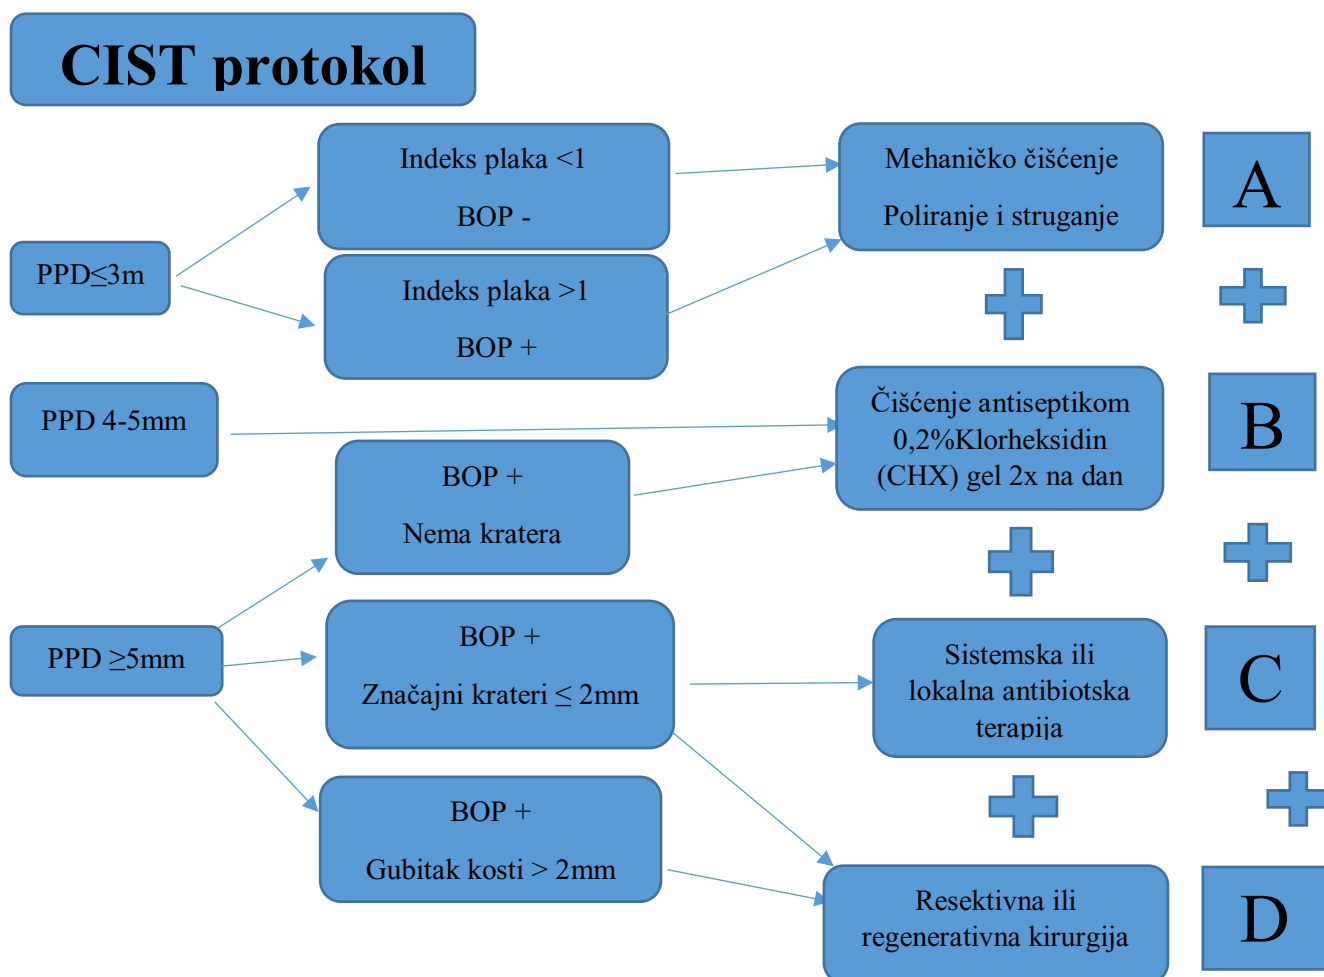 CIST protokol
Indeks plaka <1
BOP -
Mehaničko čišćenje
Poliranje i struganje
A
PPD≤3m
Indeks plaka >1
BOP +
PPD 4-5mm
Čišćenje antiseptikom
0,2%Klorheksidin
(CHX) gel 2x na dan
B
BOP +
Nema kratera
PPD ≥5mm
BOP +
Značajni krateri ≤ 2mm
Sistemska ili
lokalna antibiotska
terapija
C
BOP +
Gubitak kosti > 2mm
Resektivna ili
regenerativna kirurgija
D